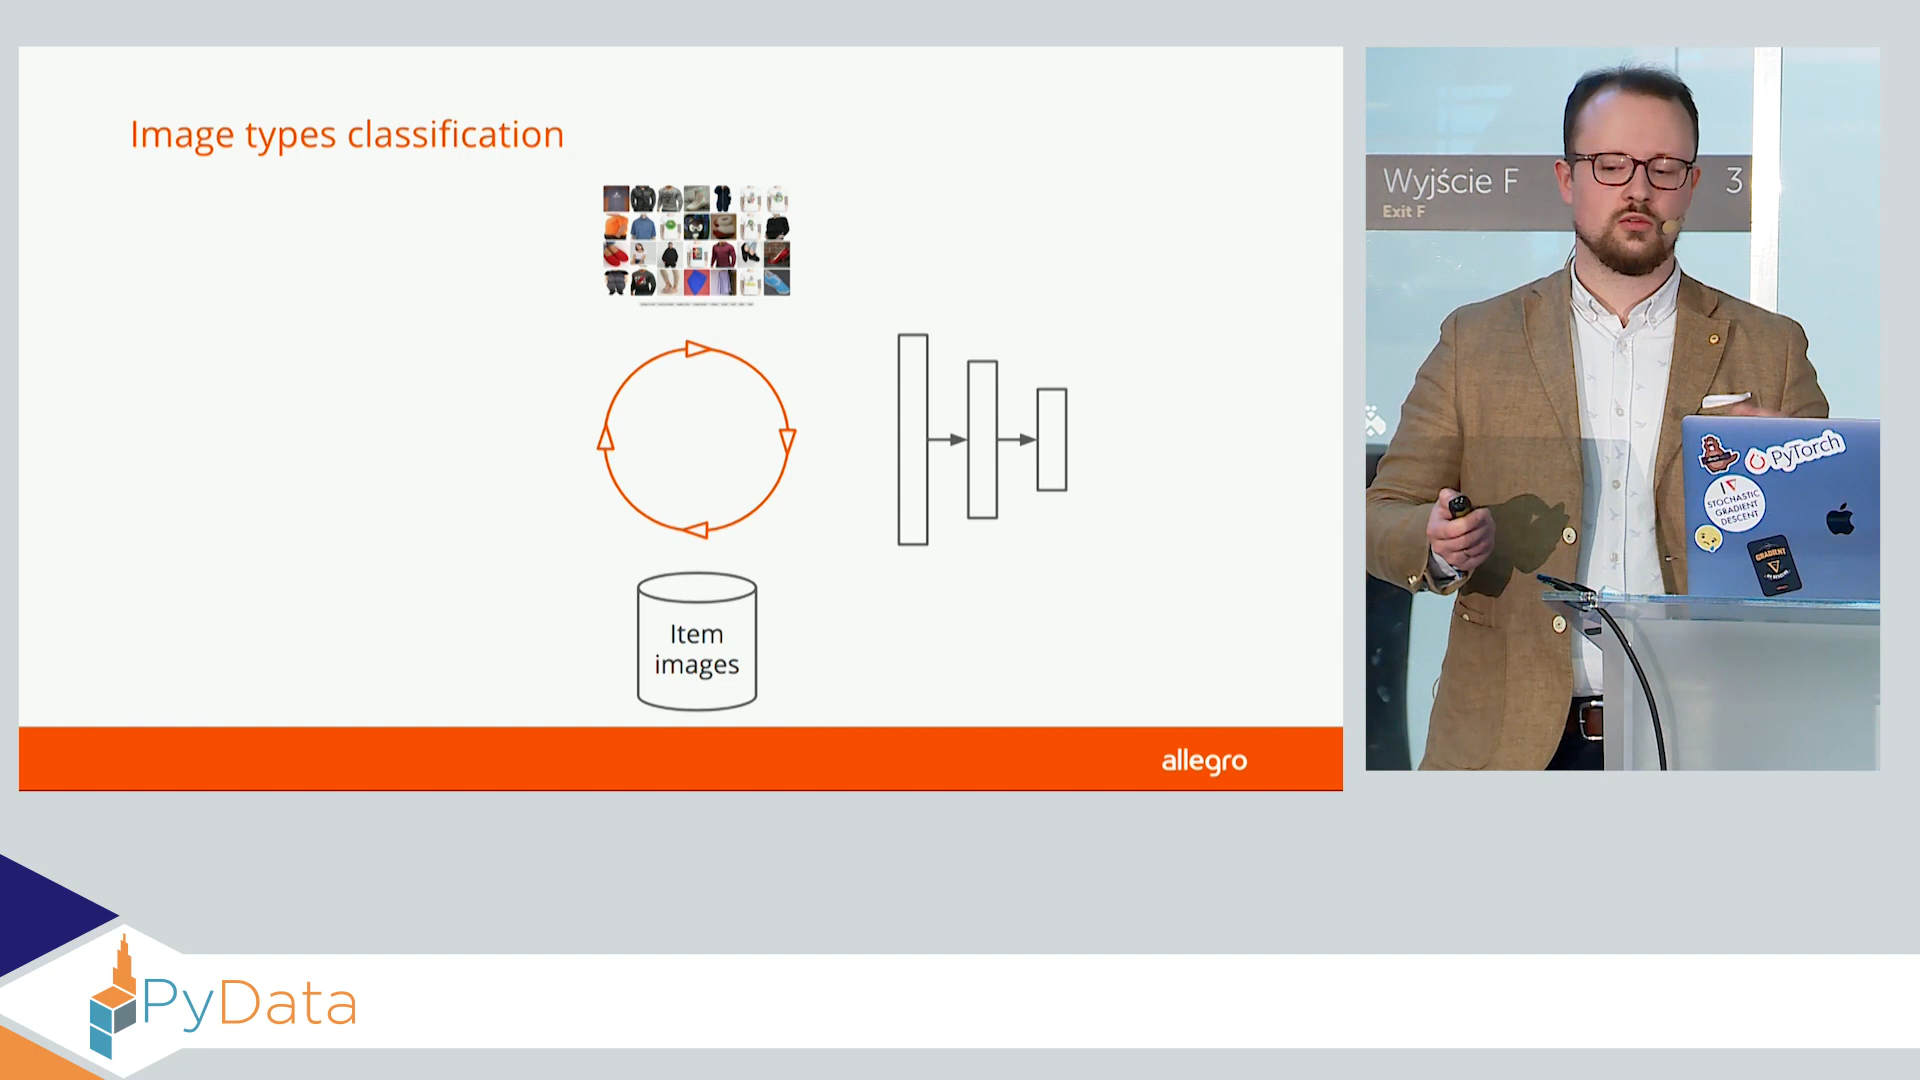 Image types classification
Item
images
allegro
Wyjście F
3
Exit F
PyTorch
I
STOCHASTIC
GRADIENT
DESCENT
GRADIENT
PyData